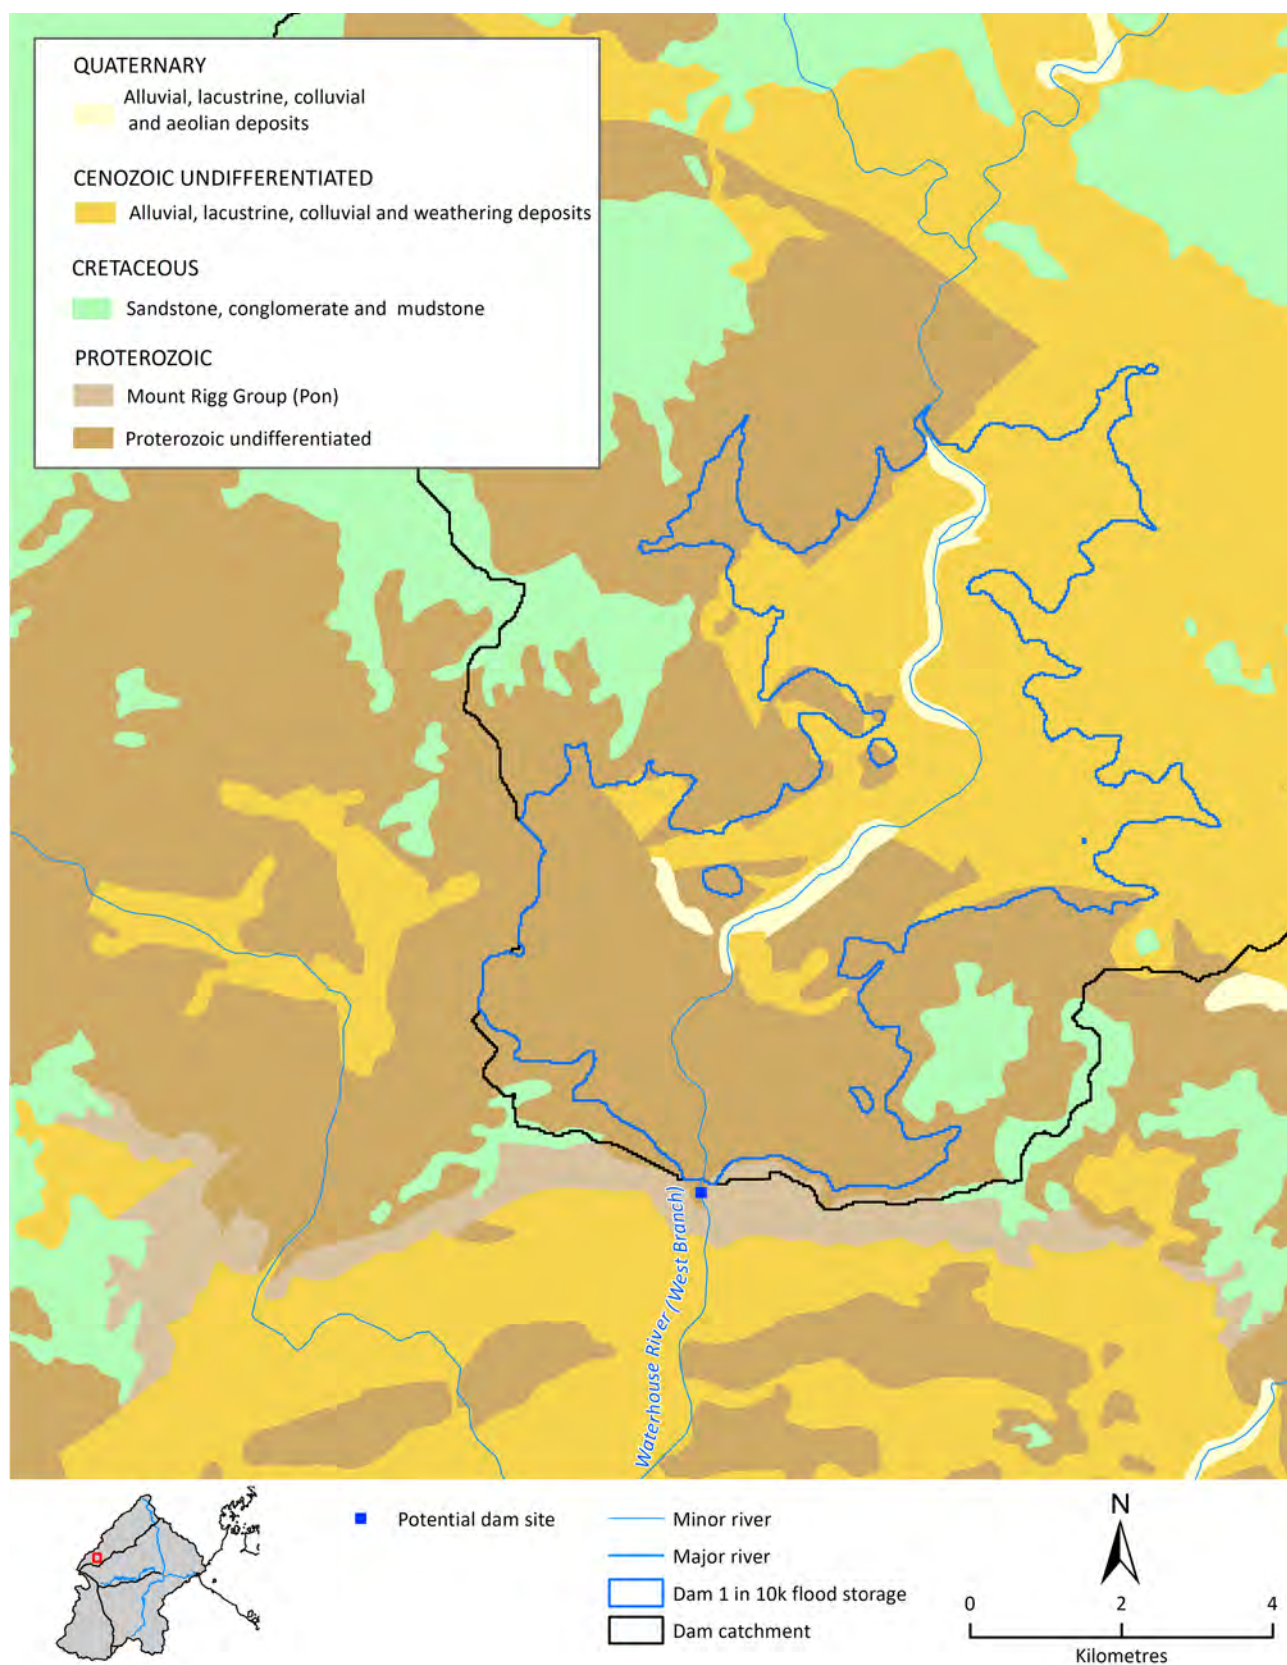 QUATERNARY
Alluvial, lacustrine, colluvial
and aeolian deposits
CENOZOIC UNDIFFERENTIATED
Alluvial, lacustrine, colluvial and weathering deposits
CRETACEOUS
Sandstone, conglomerate and mudstone
PROTEROZOIC
Mount Rigg Group (Pon)
Proterozoic undifferentiated
Waterhouse River (West Branch)
Potential dam site
Minor river
Major river
Dam 1 in 10k flood storage
Dam catchment
N
0 2 4
Kilometres